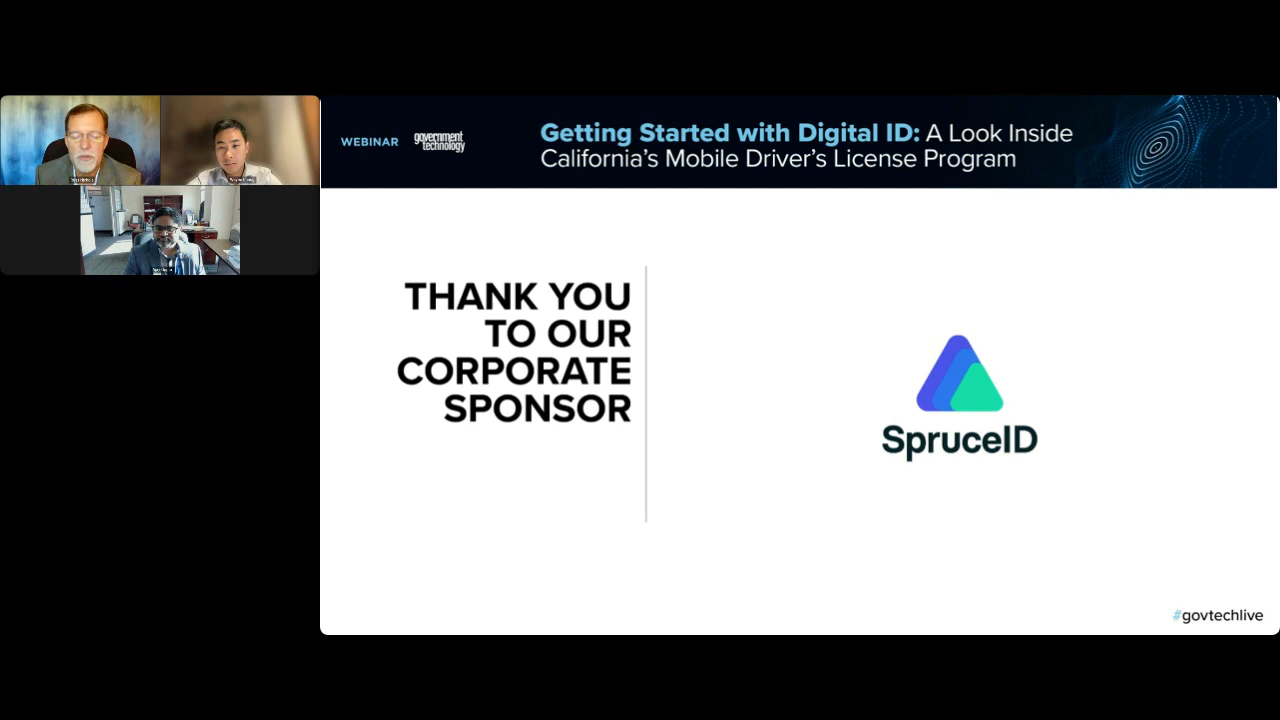 WEBINAR
government
technology
Getting Started with Digital ID: A Look Inside
California's Mobile Driver's License Program
THANK YOU
TO OUR
CORPORATE
SPONSOR
SpruceID
#govtechlive